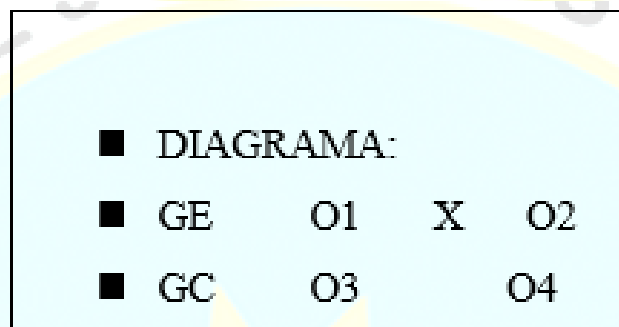 ■ DIAGRAMA:
■ GE O1 X O2
■ GC O3 O4